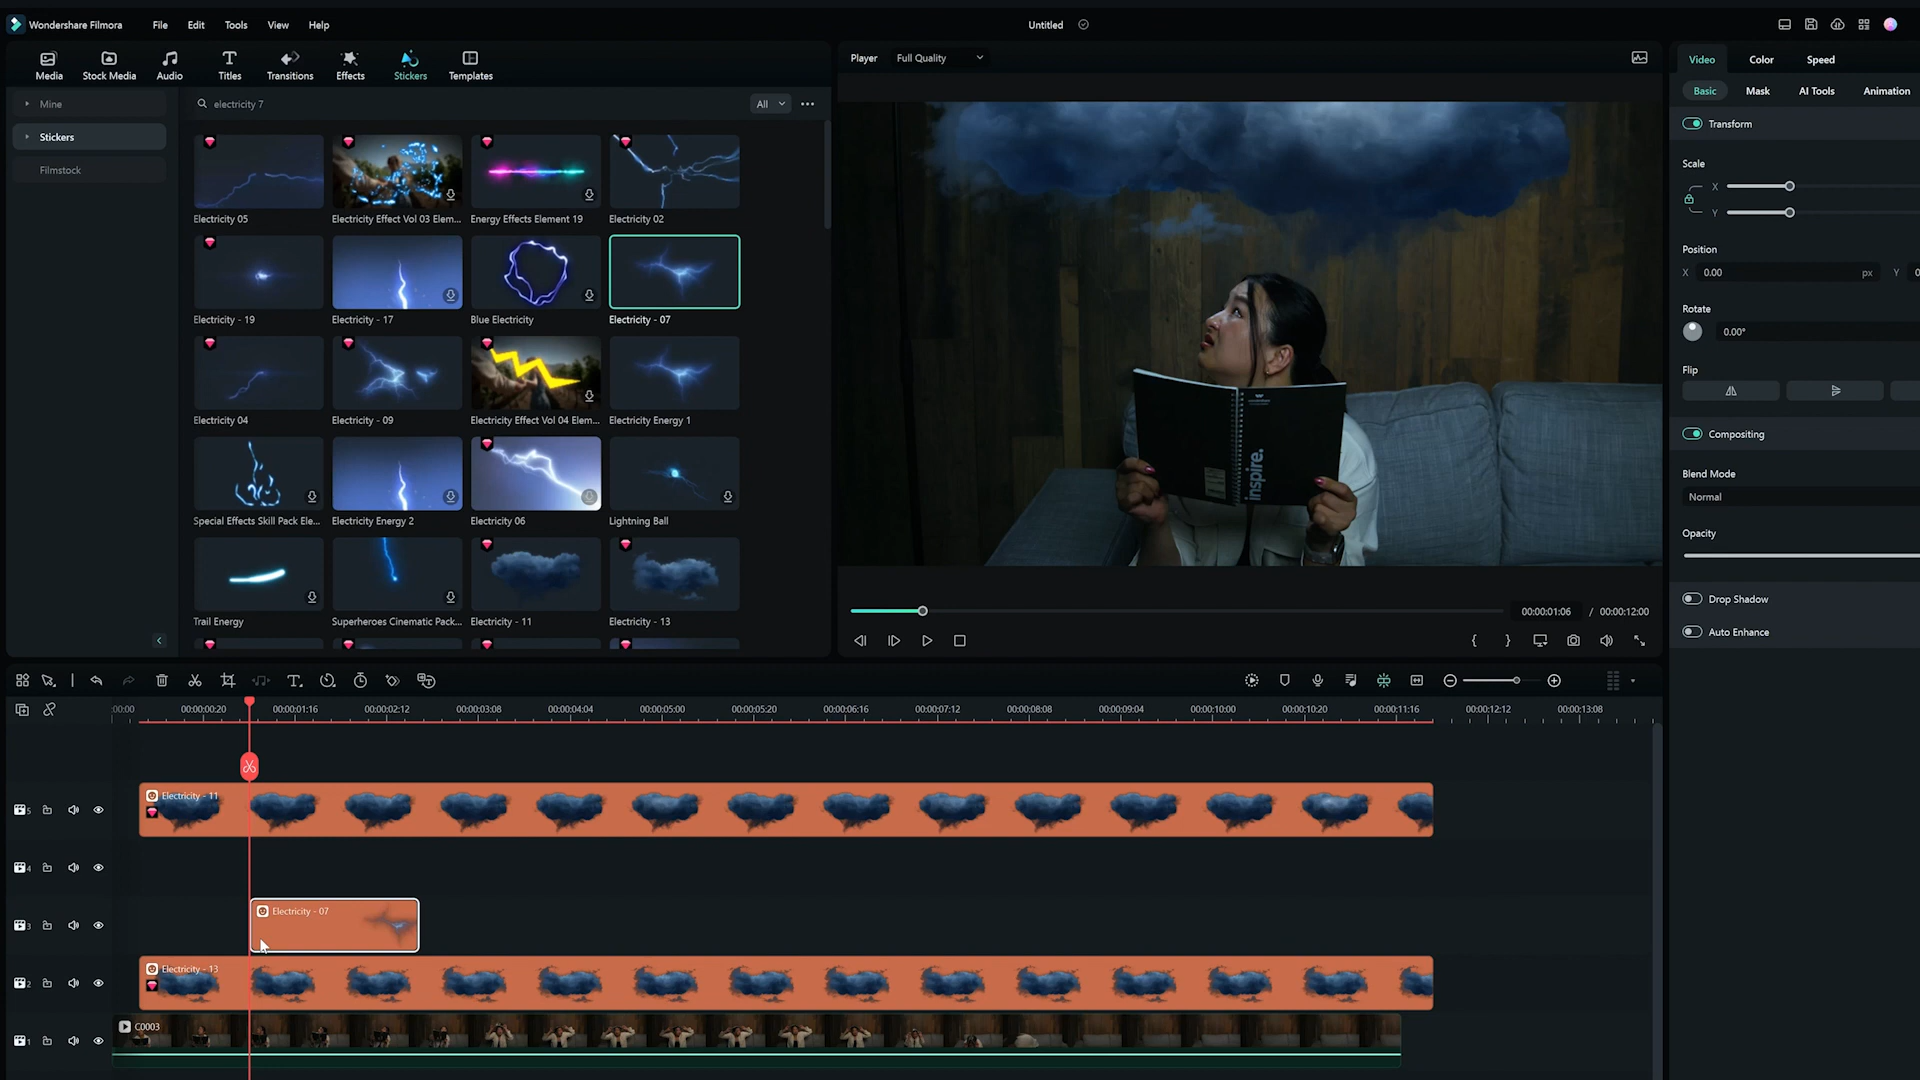 Wondershare Filmora
File
Edit
Tools
View
Help
Untitled
Media
Stock Media
Audio
Titles
Transitions
Effects
Stickers
Templates
Player
Full Quality
Video
Color
Speed
Mine
Stickers
Filmstock
electricity 7
All
Basic
Mask
AI Tools
Animation
Transform
Electricity 05
Electricity Effect Vol 03 Elem...
Energy Effects Element 19
Electricity 02
Electricity - 19
Electricity - 17
Blue Electricity
Electricity - 07
Electricity 04
Electricity - 09
Electricity Effect Vol 04 Elem...
Electricity Energy 1
Special Effects Skill Pack Ele...
Electricity Energy 2
Electricity 06
Lightning Ball
Trail Energy
Superheroes Cinematic Pack...
Electricity - 11
Electricity - 13
inspire.
Scale
X
Y
Position
X 0.00 px Y 0
Rotate
0.00°
Flip
Compositing
Blend Mode
Normal
Opacity
Drop Shadow
Auto Enhance
00:00:01:06 / 00:00:12:00
:00:00 00:00:00:20 00:00:01:16 00:00:02:12 00:00:03:08 00:00:04:04 00:00:05:00 00:00:05:20 00:00:06:16 00:00:07:12 00:00:08:08 00:00:09:04 00:00:10:00 00:00:10:20 00:00:11:16 00:00:12:12 00:00:13:08
5
Electricity - 11
4
3
Electricity - 07
2
Electricity - 13
1
C0003